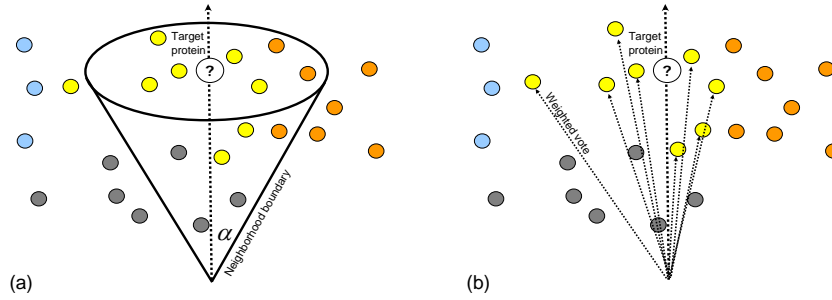 Target
protein
?
α
Neighborhood boundary
(a)
Target
protein
?
Weighted vote
(b)